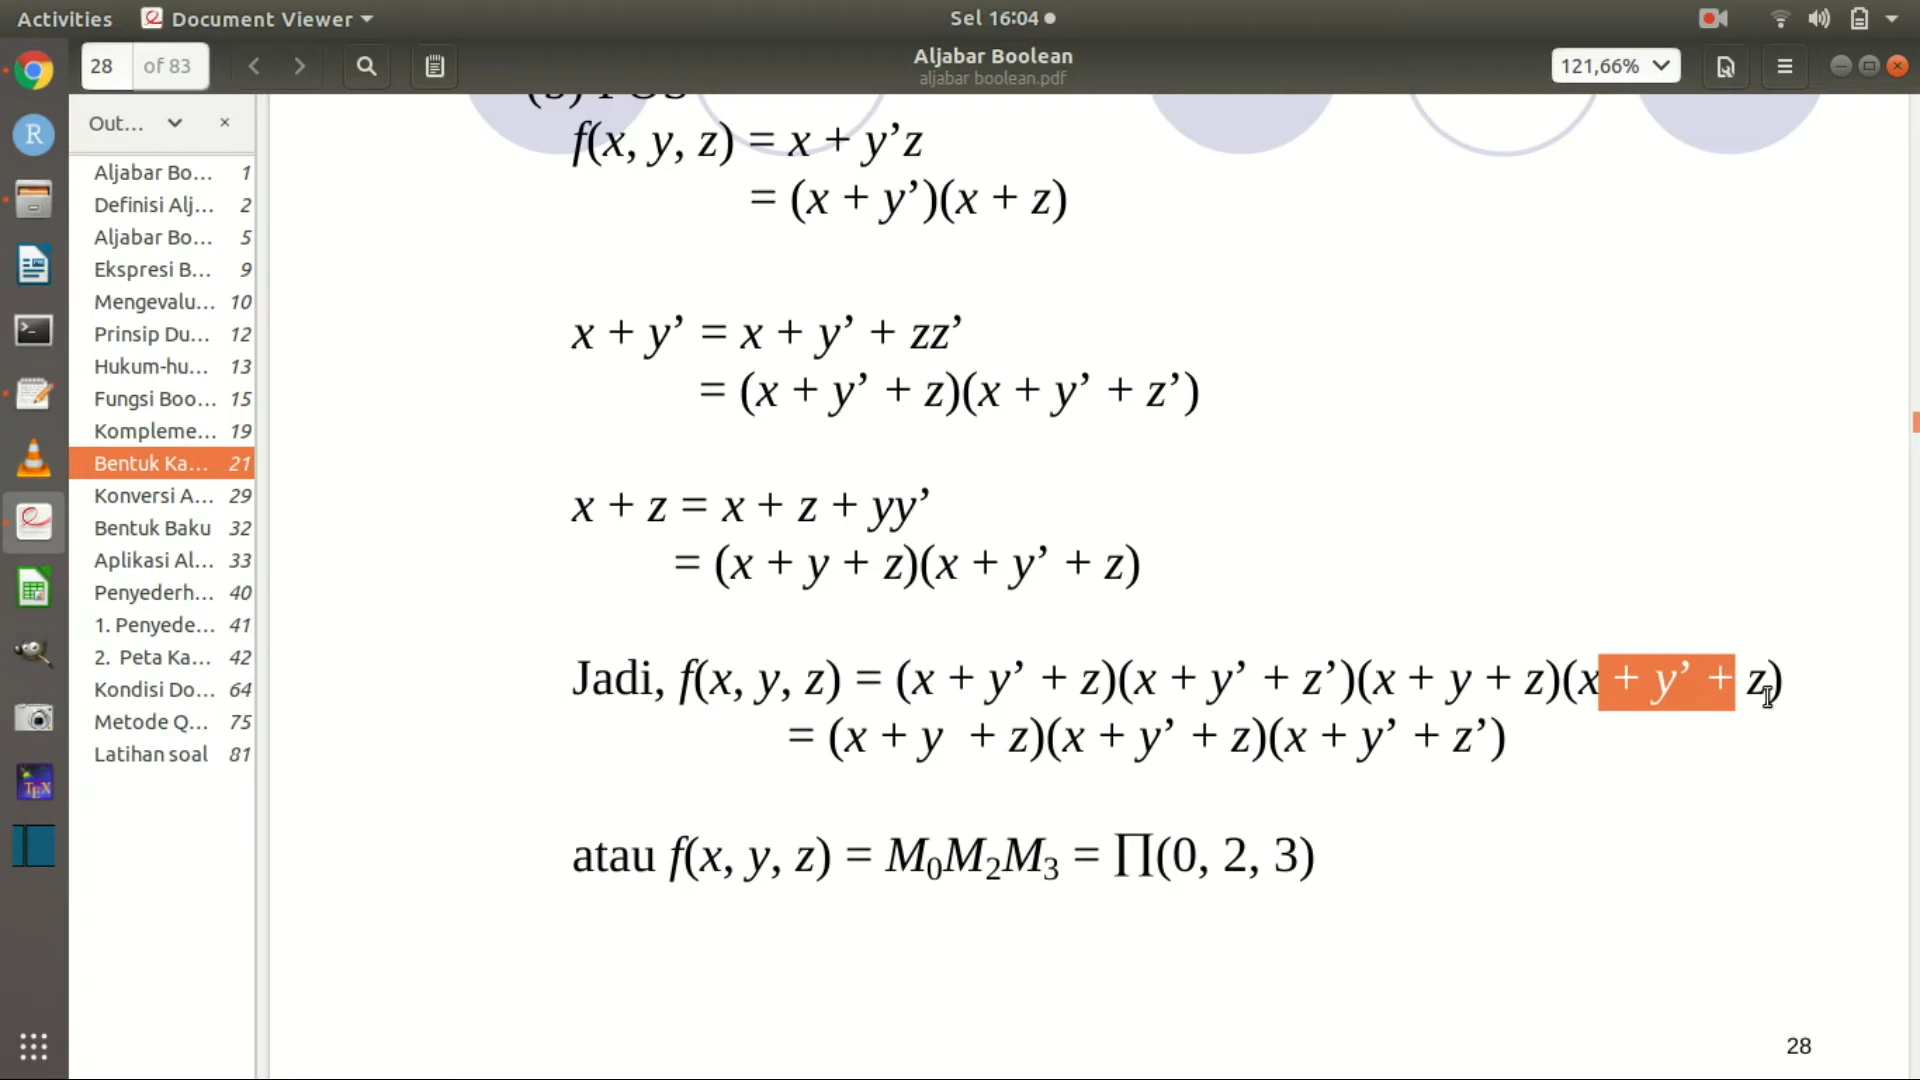 Activities
Document Viewer
Sel 16:04
28
of 83
Aljabar Boolean
aljabar boolean.pdf
121,66%
Out...
Aljabar Bo... 1
Definisi Alj... 2
Aljabar Bo... 5
Ekspresi B... 9
Mengevalu... 10
Prinsip Du... 12
Hukum-hu... 13
Fungsi Boo... 15
Kompleme... 19
Bentuk Ka... 21
Konversi A... 29
Bentuk Baku 32
Aplikasi Al... 33
Penyederh... 40
1. Penyede... 41
2. Peta Ka... 42
Kondisi Do... 64
Metode Q... 75
Latihan soal 81
f(x, y, z) = x + y’z
= (x + y’)(x + z)
x + y’ = x + y’ + zz’
= (x + y’ + z)(x + y’ + z’)
x + z = x + z + yy’
= (x + y + z)(x + y’ + z)
Jadi, f(x, y, z) = (x + y’ + z)(x + y’ + z’)(x + y + z)(x + y’ + z)
= (x + y + z)(x + y’ + z)(x + y’ + z’)
atau f(x, y, z) = M₀M₂M₃ = ∏(0, 2, 3)
28